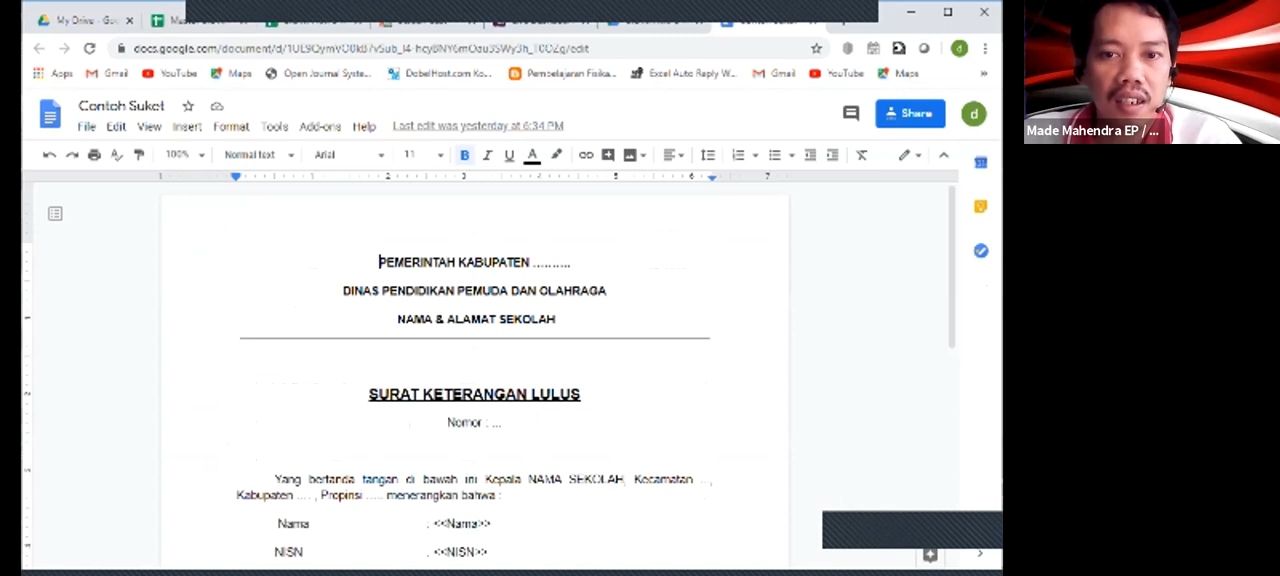 My Drive - Goo
docs.google.com/document/d/
Apps Gmail YouTube Maps Open Journal Syste... DobelHost.com Ko... Pembelajaran Fisika... Excel Auto Reply W... Gmail YouTube Maps »
Contoh Suket
File Edit View Insert Format Tools Add-ons Help Last edit was yesterday at 6:34 PM
Share
d
100% Normal text Arial 11 B I U A
PEMERINTAH KABUPATEN ..........
DINAS PENDIDIKAN PEMUDA DAN OLAHRAGA
NAMA & ALAMAT SEKOLAH
SURAT KETERANGAN LULUS
Nomor : ...
Yang bertanda tangan di bawah ini Kepala NAMA SEKOLAH, Kecamatan ...,
Kabupaten .... , Propinsi ..... menerangkan bahwa :
Nama : <<Nama>>
NISN : <<NISN>>
Made Mahendra EP / ...